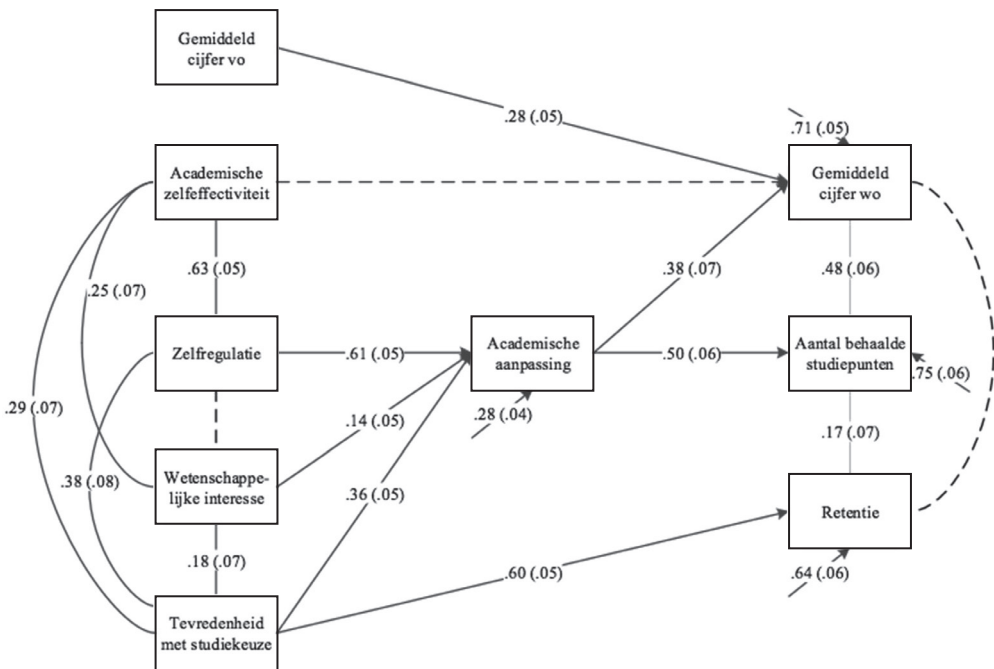 Gemiddeld
cijfer vo
.28 (.05)
.71 (.05)
Academische
zelfeffectiviteit
Gemiddeld
cijfer wo
.63 (.05)
.25 (.07)
.38 (.07)
.48 (.06)
Zelfregulatie
.61 (.05)
Academische
aanpassing
.50 (.06)
Aantal behaalde
studiepunten
.75 (.06)
.29 (.07)
.14 (.05)
.28 (.04)
.17 (.07)
.38 (.08)
Wetenschappe-
lijke interesse
.36 (.05)
Retentie
.18 (.07)
.60 (.05)
.64 (.06)
Tevredenheid
met studiekeuze